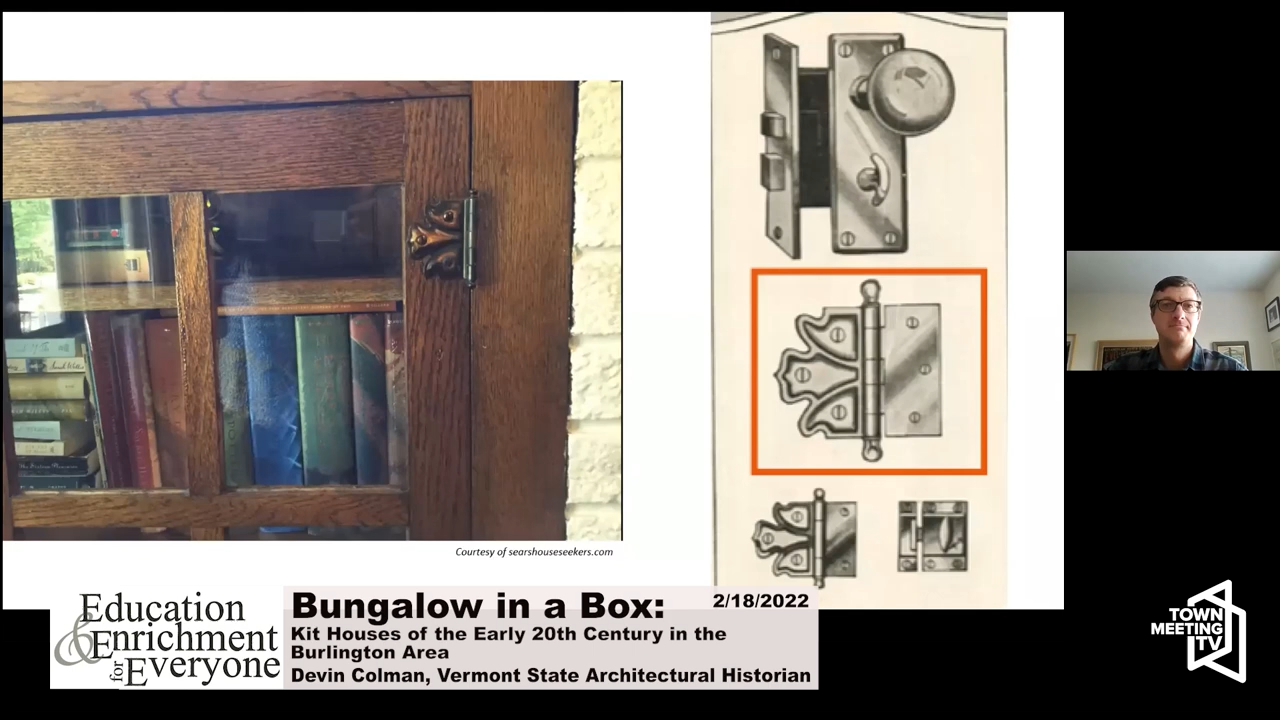 Courtesy of searshouseseekers.com
Education
& Enrichment
for Everyone
Bungalow in a Box:
2/18/2022
Kit Houses of the Early 20th Century in the
Burlington Area
Devin Colman, Vermont State Architectural Historian
TOWN
MEETING
TV